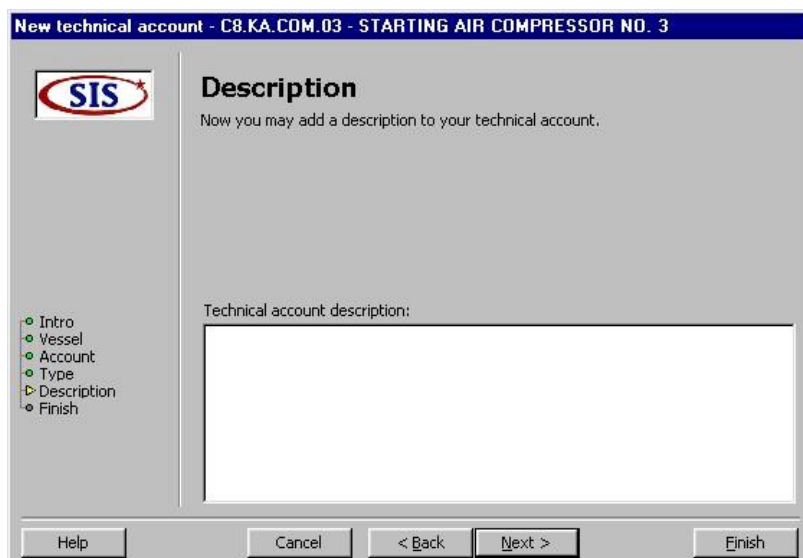 New technical account - C8.KA.COM.03 - STARTING AIR COMPRESSOR NO. 3
SIS
Description
Now you may add a description to your technical account.
Technical account description:
Intro
Vessel
Account
Type
Description
Finish
Help
Cancel
< Back
Next >
Finish